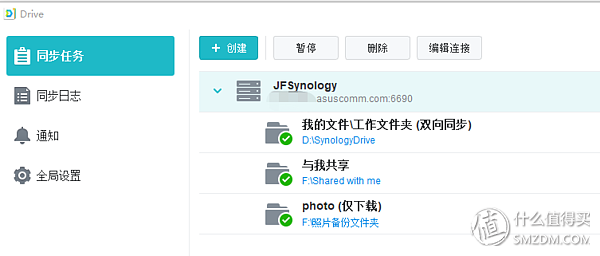 Drive
同步任务
同步日志
通知
全局设置
+ 创建
暂停
删除
编辑连接
JFSynology
asuscomm.com:6690
我的文件\工作文件夹 (双向同步)
D:\SynologyDrive
与我共享
F:\Shared with me
photo (仅下载)
F:\照片备份文件夹
值 什么值得买
SMZDM.COM